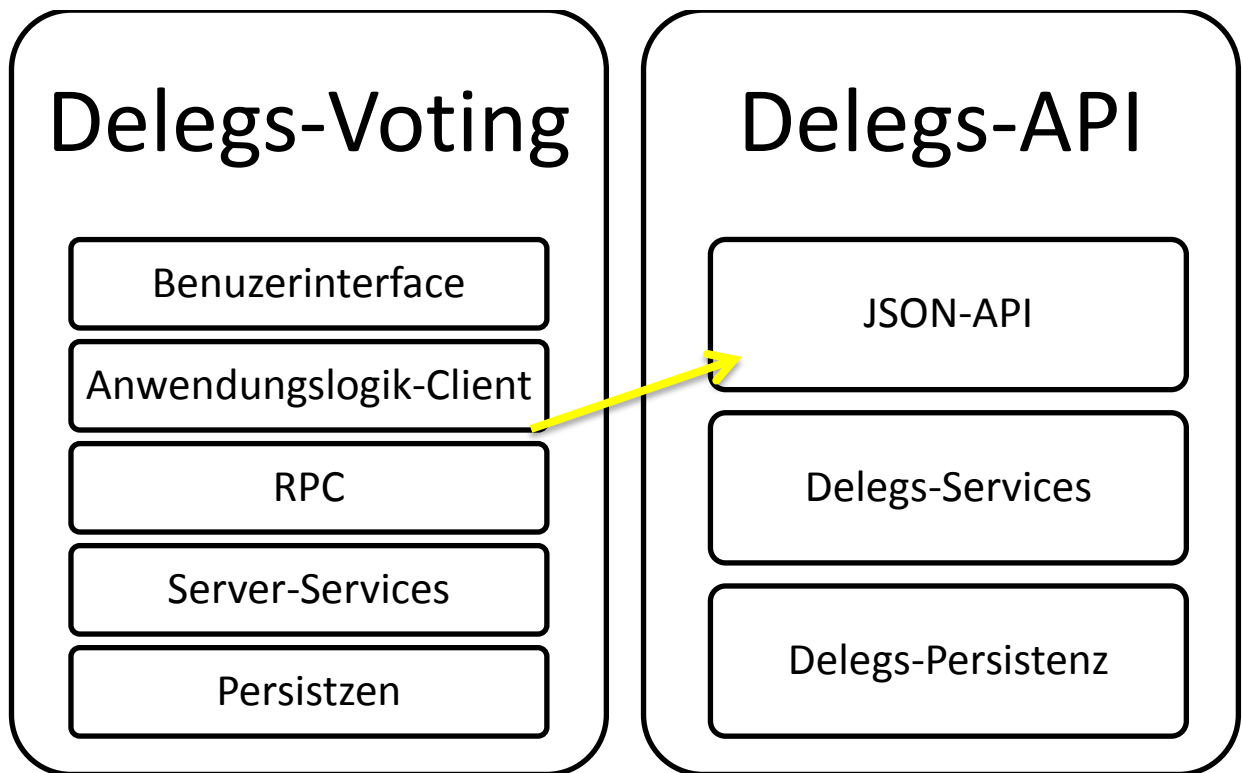 Delegs-Voting
Benuzerinterface
Anwendungslogik-Client
RPC
Server-Services
Persistzen
Delegs-API
JSON-API
Delegs-Services
Delegs-Persistenz